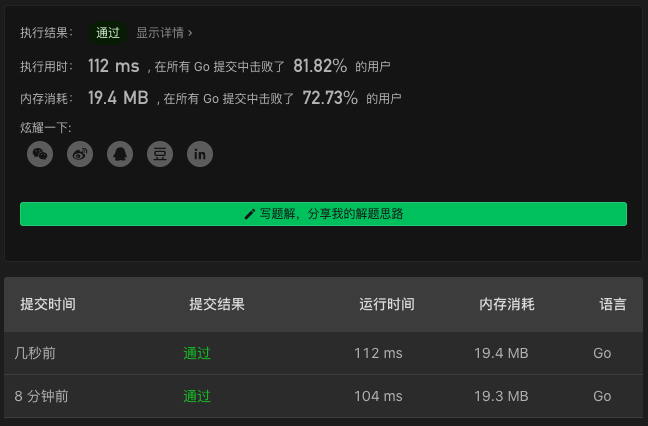 执行结果： 通过 显示详情 ›
执行用时： 112 ms ，在所有 Go 提交中击败了 81.82% 的用户
内存消耗： 19.4 MB ，在所有 Go 提交中击败了 72.73% 的用户
炫耀一下:
豆 in
写题解，分享我的解题思路
提交时间 提交结果 运行时间 内存消耗 语言
几秒前 通过 112 ms 19.4 MB Go
8 分钟前 通过 104 ms 19.3 MB Go